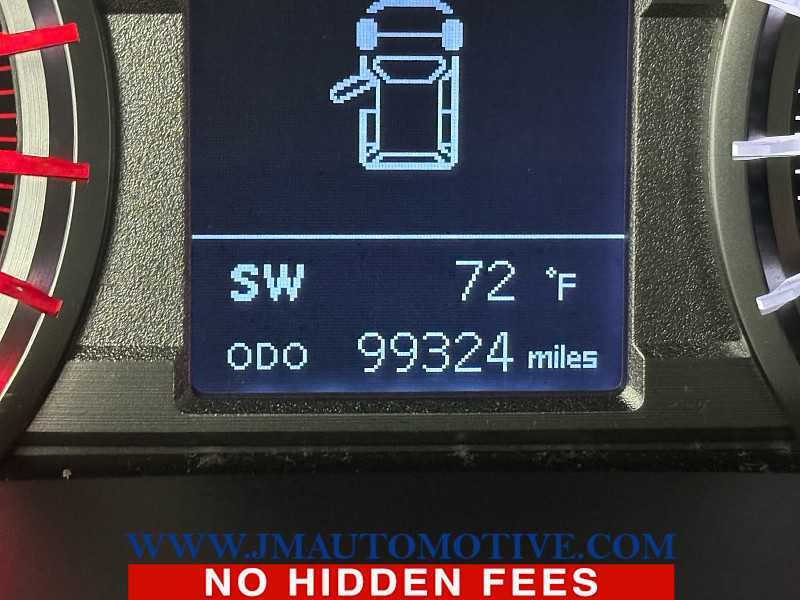 SW 72 °F
ODO 99324 miles
WWW.JMAUTOMOTIVE.COM
NO HIDDEN FEES